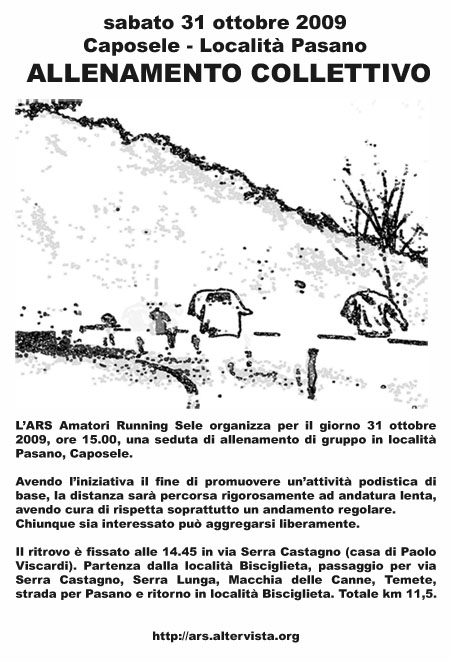 sabato 31 ottobre 2009
Caposele - Località Pasano
ALLENAMENTO COLLETTIVO
L'ARS Amatori Running Sele organizza per il giorno 31 ottobre
2009, ore 15.00, una seduta di allenamento di gruppo in località
Pasano, Caposele.
Avendo l'iniziativa il fine di promuovere un'attività podistica di
base, la distanza sarà percorsa rigorosamente ad andatura lenta,
avendo cura di rispetta soprattutto un andamento regolare.
Chiunque sia interessato può aggregarsi liberamente.
Il ritrovo è fissato alle 14.45 in via Serra Castagno (casa di Paolo
Viscardi). Partenza dalla località Bisciglieta, passaggio per via
Serra Castagno, Serra Lunga, Macchia delle Canne, Temete,
strada per Pasano e ritorno in località Bisciglieta. Totale km 11,5.
http://ars.altervista.org